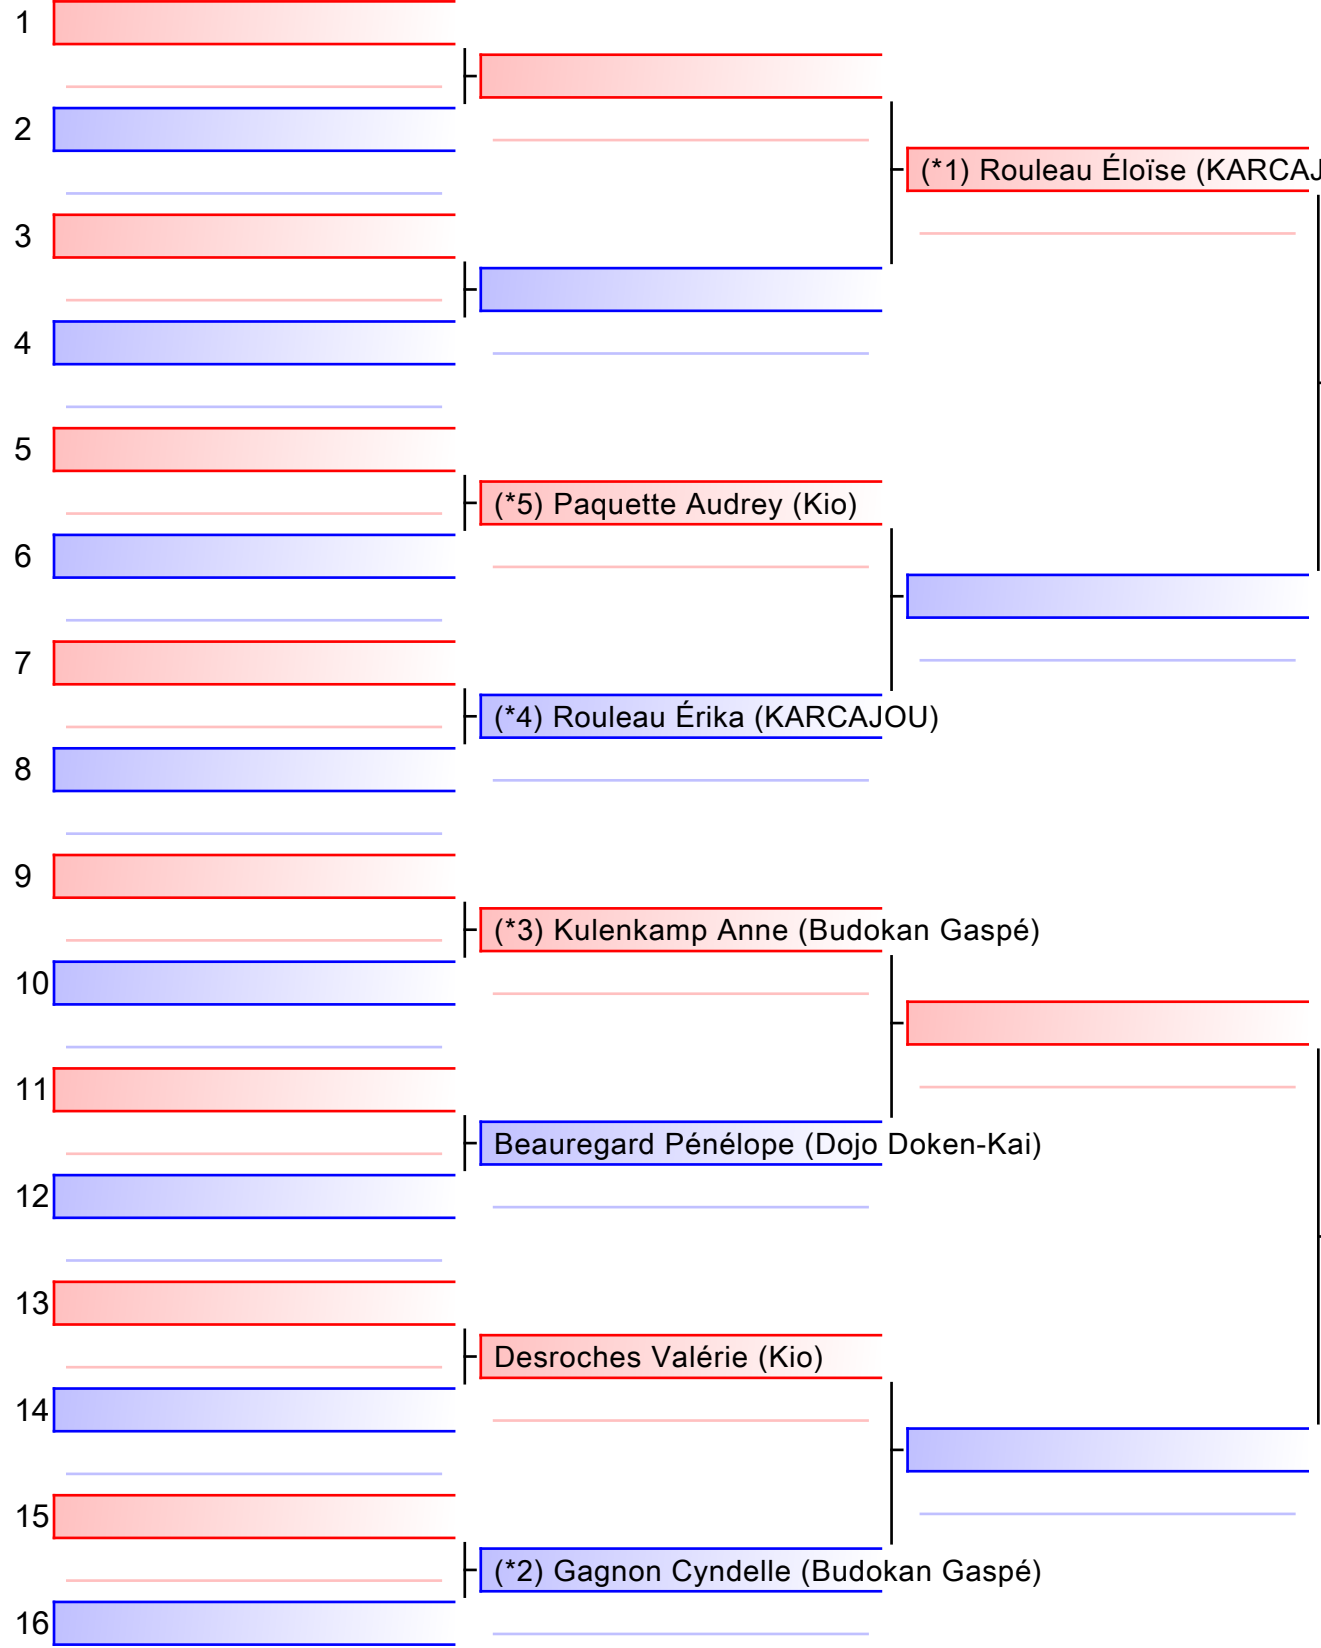 1
2
(*1) Rouleau Éloïse (KARCAJ
3
4
5
(*5) Paquette Audrey (Kio)
6
7
(*4) Rouleau Érika (KARCAJOU)
8
9
(*3) Kulenkamp Anne (Budokan Gaspé)
10
11
Beauregard Pénélope (Dojo Doken-Kai)
12
13
Desroches Valérie (Kio)
14
15
(*2) Gagnon Cyndelle (Budokan Gaspé)
16